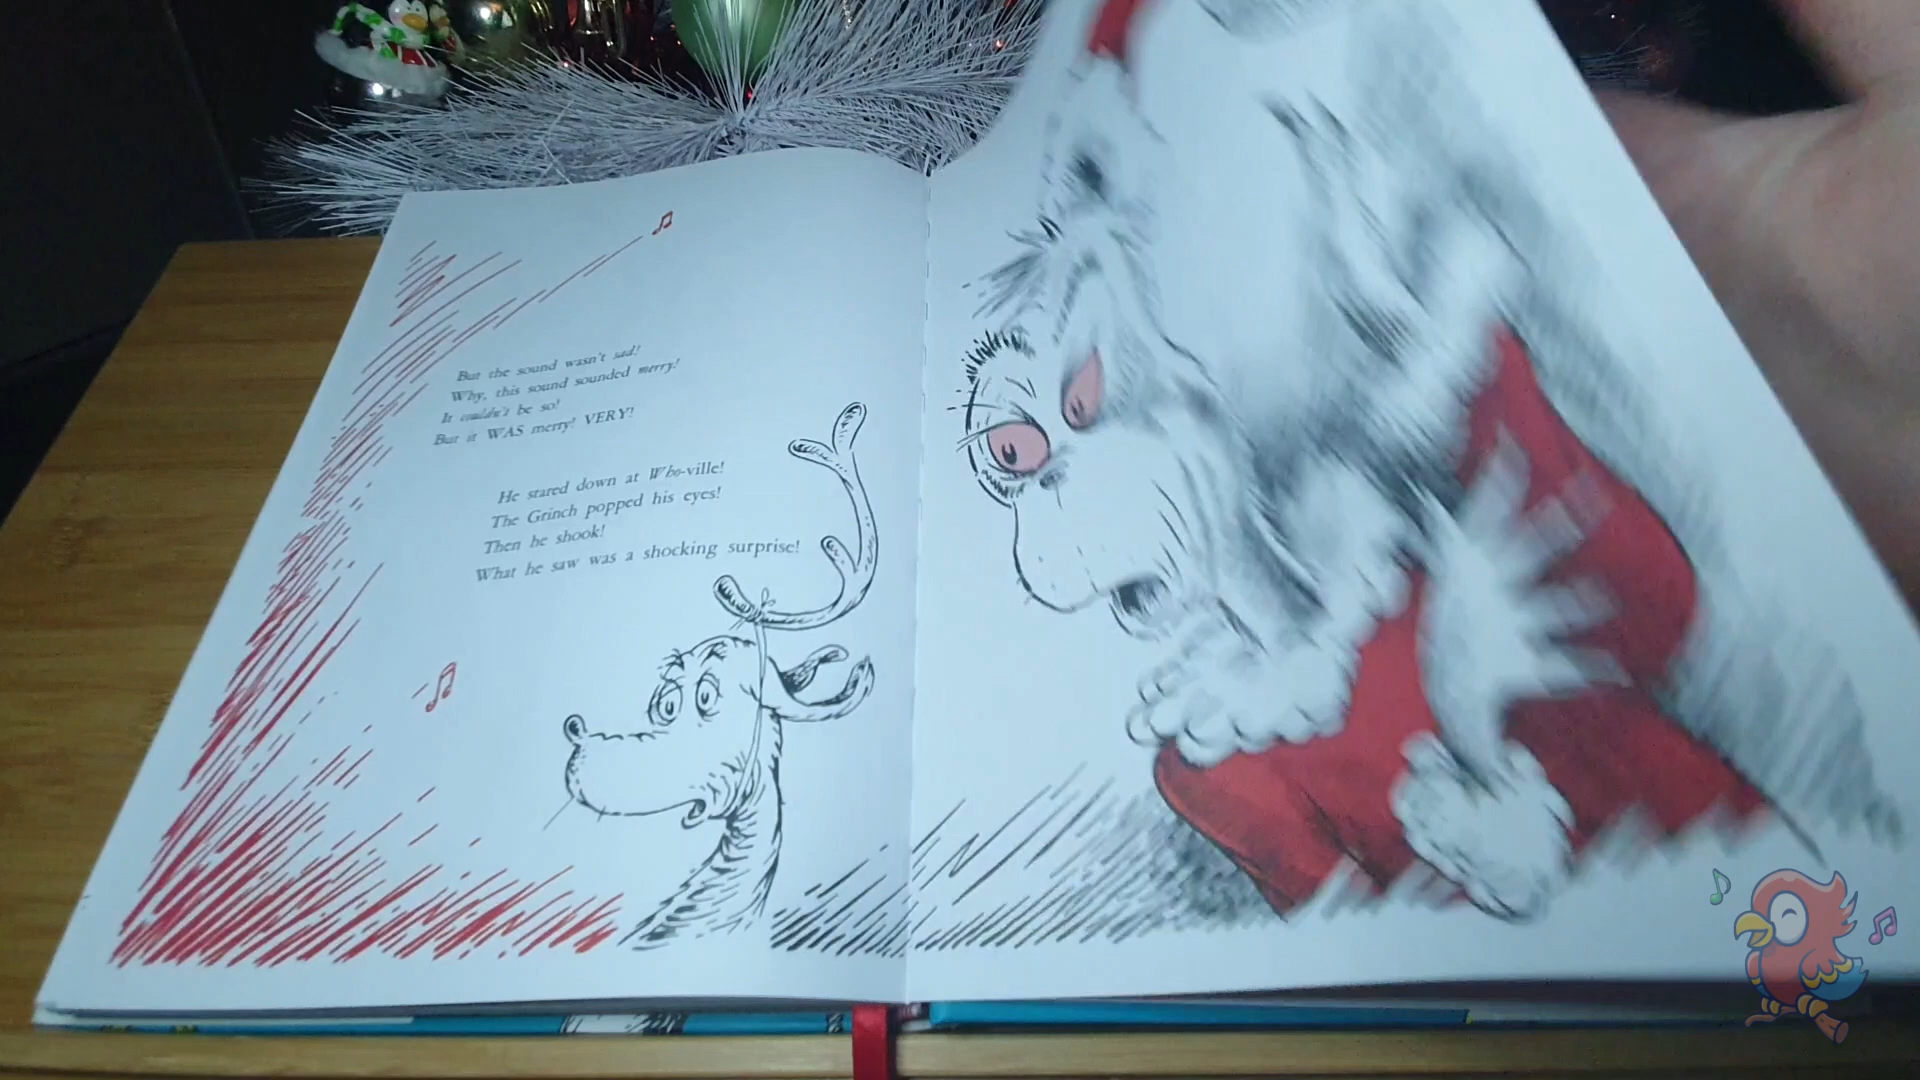 But the sound wasn't sad!
Why, this sound sounded merry!
It couldn't be so!
But it WAS merry! VERY!
He stared down at Who-ville!
The Grinch popped his eyes!
Then he shook!
What he saw was a shocking surprise!